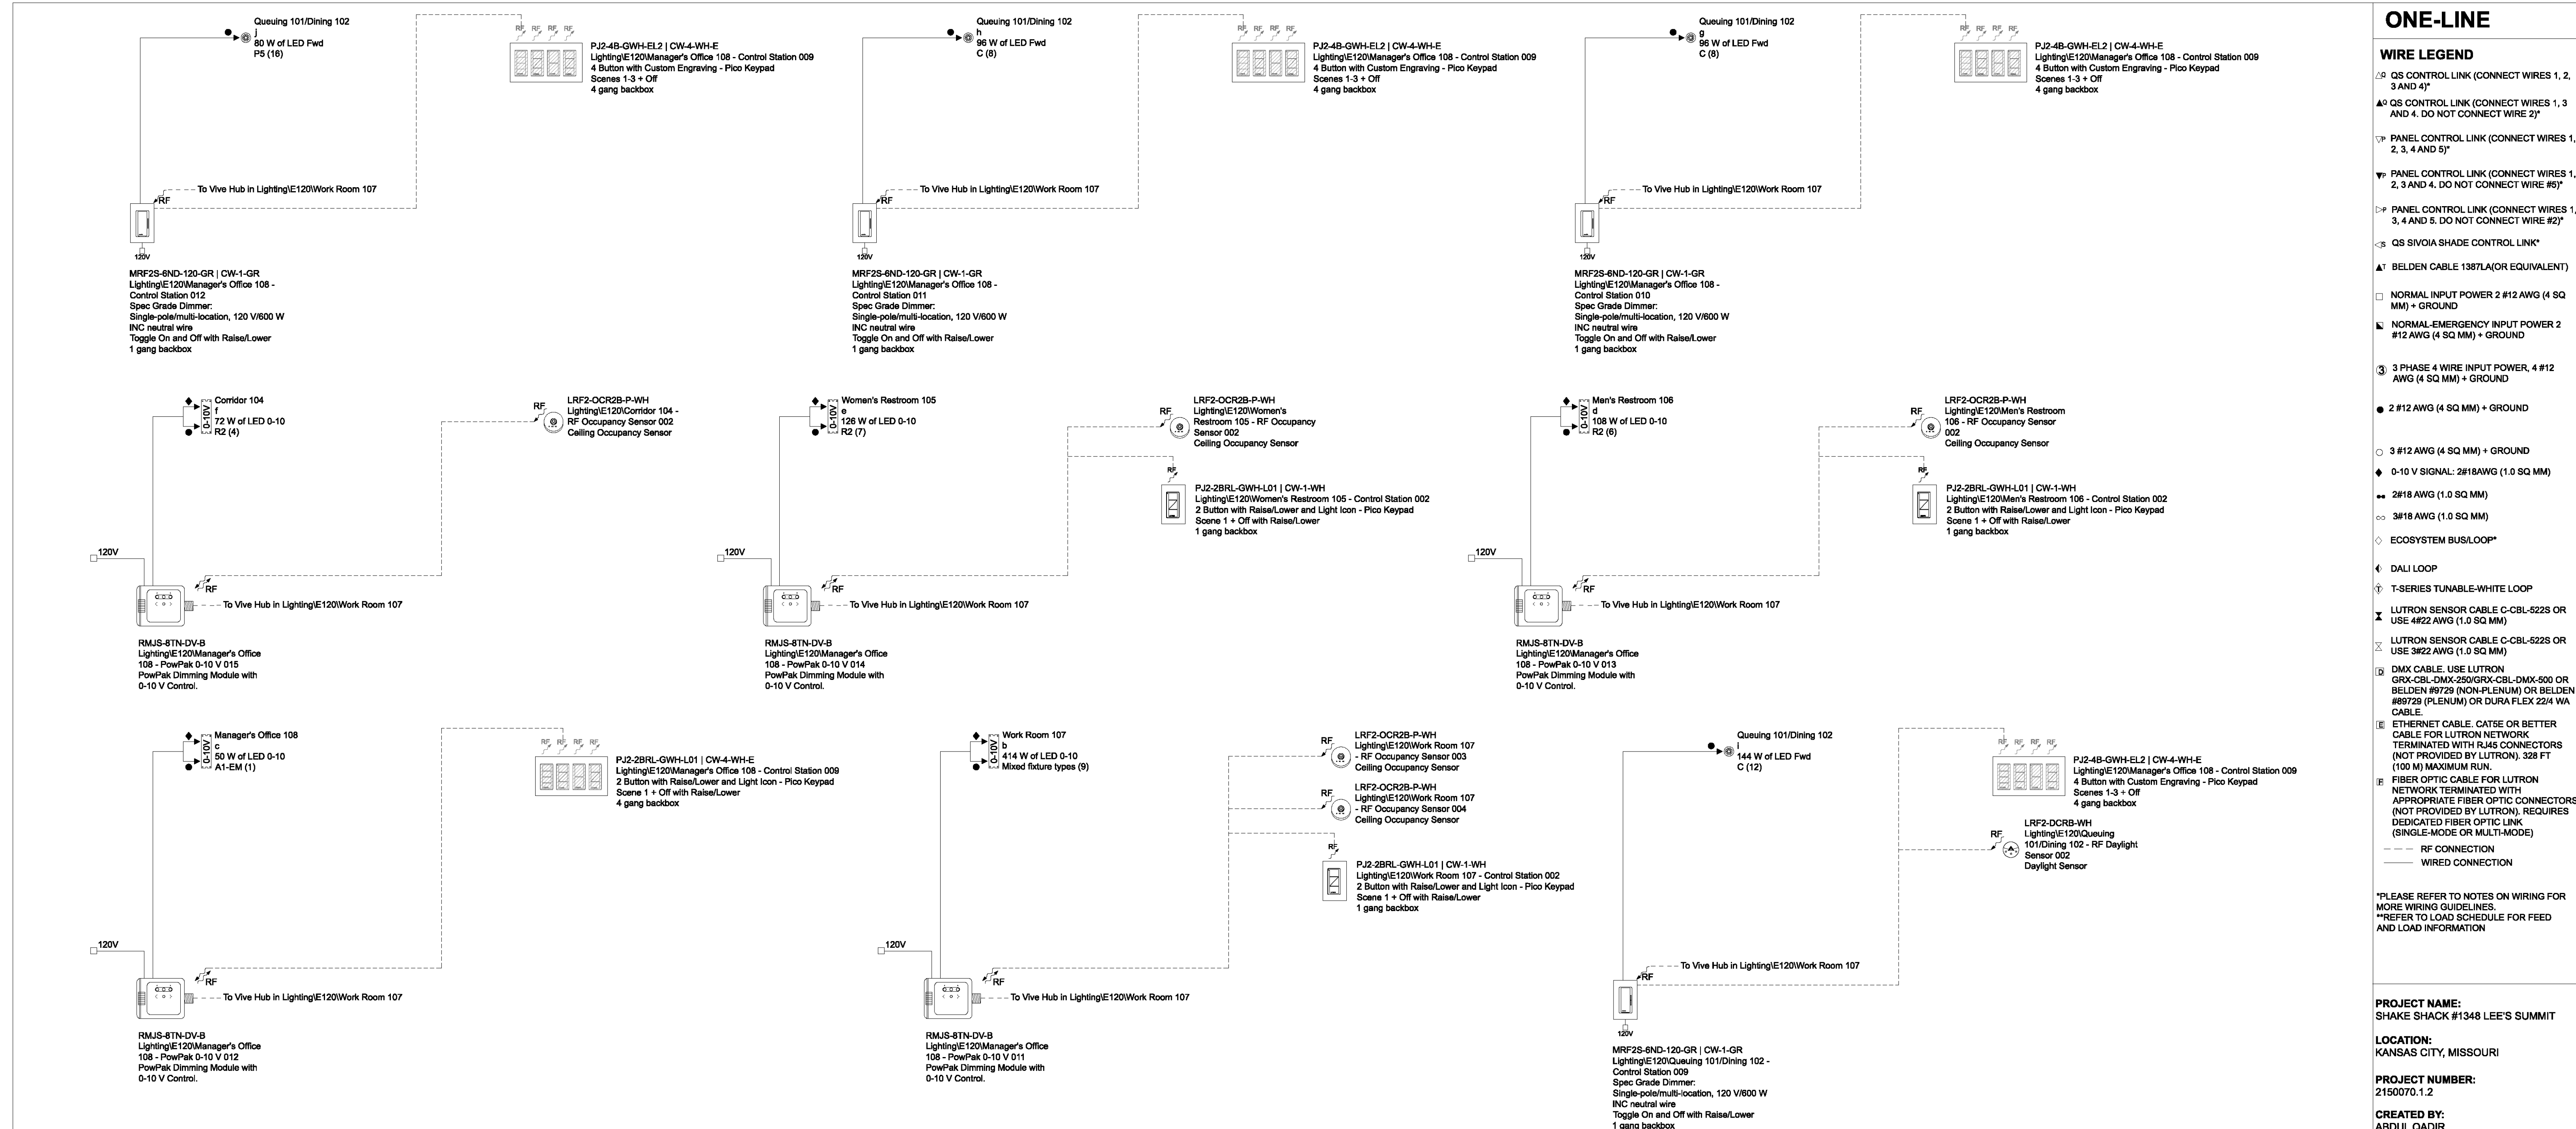 Queuing 101/Dining 102
j
80 W of LED Fwd
P5 (16)
RF RF RF RF
PJ2-4B-GWH-EL2 | CW-4-WH-E
Lighting\E120\Manager's Office 108 - Control Station 009
4 Button with Custom Engraving - Pico Keypad
Scenes 1-3 + Off
4 gang backbox
To Vive Hub in Lighting\E120\Work Room 107
RF
120V
MRF2S-6ND-120-GR | CW-1-GR
Lighting\E120\Manager's Office 108 -
Control Station 012
Spec Grade Dimmer:
Single-pole/multi-location, 120 V/600 W
INC neutral wire
Toggle On and Off with Raise/Lower
1 gang backbox
Queuing 101/Dining 102
h
96 W of LED Fwd
C (8)
RF RF RF RF
PJ2-4B-GWH-EL2 | CW-4-WH-E
Lighting\E120\Manager's Office 108 - Control Station 009
4 Button with Custom Engraving - Pico Keypad
Scenes 1-3 + Off
4 gang backbox
To Vive Hub in Lighting\E120\Work Room 107
RF
120V
MRF2S-6ND-120-GR | CW-1-GR
Lighting\E120\Manager's Office 108 -
Control Station 011
Spec Grade Dimmer:
Single-pole/multi-location, 120 V/600 W
INC neutral wire
Toggle On and Off with Raise/Lower
1 gang backbox
Queuing 101/Dining 102
g
96 W of LED Fwd
C (8)
RF RF RF RF
PJ2-4B-GWH-EL2 | CW-4-WH-E
Lighting\E120\Manager's Office 108 - Control Station 009
4 Button with Custom Engraving - Pico Keypad
Scenes 1-3 + Off
4 gang backbox
To Vive Hub in Lighting\E120\Work Room 107
RF
120V
MRF2S-6ND-120-GR | CW-1-GR
Lighting\E120\Manager's Office 108 -
Control Station 010
Spec Grade Dimmer:
Single-pole/multi-location, 120 V/600 W
INC neutral wire
Toggle On and Off with Raise/Lower
1 gang backbox
0-10V
Corridor 104
f
72 W of LED 0-10
R2 (4)
RF
LRF2-OCR2B-P-WH
Lighting\E120\Corridor 104 -
RF Occupancy Sensor 002
Ceiling Occupancy Sensor
120V
RF
To Vive Hub in Lighting\E120\Work Room 107
RMJS-8TN-DV-B
Lighting\E120\Manager's Office
108 - PowPak 0-10 V 015
PowPak Dimming Module with
0-10 V Control.
0-10V
Women's Restroom 105
e
126 W of LED 0-10
R2 (7)
RF
LRF2-OCR2B-P-WH
Lighting\E120\Women's
Restroom 105 - RF Occupancy
Sensor 002
Ceiling Occupancy Sensor
RF
PJ2-2BRL-GWH-L01 | CW-1-WH
Lighting\E120\Women's Restroom 105 - Control Station 002
2 Button with Raise/Lower and Light Icon - Pico Keypad
Scene 1 + Off with Raise/Lower
1 gang backbox
120V
RF
To Vive Hub in Lighting\E120\Work Room 107
RMJS-8TN-DV-B
Lighting\E120\Manager's Office
108 - PowPak 0-10 V 014
PowPak Dimming Module with
0-10 V Control.
0-10V
Men's Restroom 106
d
108 W of LED 0-10
R2 (6)
RF
LRF2-OCR2B-P-WH
Lighting\E120\Men's Restroom
106 - RF Occupancy Sensor
002
Ceiling Occupancy Sensor
RF
PJ2-2BRL-GWH-L01 | CW-1-WH
Lighting\E120\Men's Restroom 106 - Control Station 002
2 Button with Raise/Lower and Light Icon - Pico Keypad
Scene 1 + Off with Raise/Lower
1 gang backbox
120V
RF
To Vive Hub in Lighting\E120\Work Room 107
RMJS-8TN-DV-B
Lighting\E120\Manager's Office
108 - PowPak 0-10 V 013
PowPak Dimming Module with
0-10 V Control.
0-10V
Manager's Office 108
c
50 W of LED 0-10
A1-EM (1)
RF RF RF RF
PJ2-2BRL-GWH-L01 | CW-4-WH-E
Lighting\E120\Manager's Office 108 - Control Station 009
2 Button with Raise/Lower and Light Icon - Pico Keypad
Scene 1 + Off with Raise/Lower
4 gang backbox
120V
RF
To Vive Hub in Lighting\E120\Work Room 107
RMJS-8TN-DV-B
Lighting\E120\Manager's Office
108 - PowPak 0-10 V 012
PowPak Dimming Module with
0-10 V Control.
0-10V
Work Room 107
b
414 W of LED 0-10
Mixed fixture types (9)
RF
LRF2-OCR2B-P-WH
Lighting\E120\Work Room 107
- RF Occupancy Sensor 003
Ceiling Occupancy Sensor
RF
LRF2-OCR2B-P-WH
Lighting\E120\Work Room 107
- RF Occupancy Sensor 004
Ceiling Occupancy Sensor
RF
PJ2-2BRL-GWH-L01 | CW-1-WH
Lighting\E120\Work Room 107 - Control Station 002
2 Button with Raise/Lower and Light Icon - Pico Keypad
Scene 1 + Off with Raise/Lower
1 gang backbox
120V
RF
To Vive Hub in Lighting\E120\Work Room 107
RMJS-8TN-DV-B
Lighting\E120\Manager's Office
108 - PowPak 0-10 V 011
PowPak Dimming Module with
0-10 V Control.
Queuing 101/Dining 102
i
144 W of LED Fwd
C (12)
RF RF RF RF
PJ2-4B-GWH-EL2 | CW-4-WH-E
Lighting\E120\Manager's Office 108 - Control Station 009
4 Button with Custom Engraving - Pico Keypad
Scenes 1-3 + Off
4 gang backbox
RF
LRF2-DCRB-WH
Lighting\E120\Queuing
101/Dining 102 - RF Daylight
Sensor 002
Daylight Sensor
To Vive Hub in Lighting\E120\Work Room 107
RF
120V
MRF2S-6ND-120-GR | CW-1-GR
Lighting\E120\Queuing 101/Dining 102 -
Control Station 009
Spec Grade Dimmer:
Single-pole/multi-location, 120 V/600 W
INC neutral wire
Toggle On and Off with Raise/Lower
1 gang backbox
ONE-LINE
WIRE LEGEND
Q QS CONTROL LINK (CONNECT WIRES 1, 2,
3 AND 4)*
Q QS CONTROL LINK (CONNECT WIRES 1, 3
AND 4. DO NOT CONNECT WIRE 2)*
P PANEL CONTROL LINK (CONNECT WIRES 1,
2, 3, 4 AND 5)*
P PANEL CONTROL LINK (CONNECT WIRES 1,
2, 3 AND 4. DO NOT CONNECT WIRE #5)*
P PANEL CONTROL LINK (CONNECT WIRES 1,
3, 4 AND 5. DO NOT CONNECT WIRE #2)*
S QS SIVOIA SHADE CONTROL LINK*
T BELDEN CABLE 1387LA(OR EQUIVALENT)
NORMAL INPUT POWER 2 #12 AWG (4 SQ
MM) + GROUND
NORMAL-EMERGENCY INPUT POWER 2
#12 AWG (4 SQ MM) + GROUND
3 3 PHASE 4 WIRE INPUT POWER, 4 #12
AWG (4 SQ MM) + GROUND
2 #12 AWG (4 SQ MM) + GROUND
3 #12 AWG (4 SQ MM) + GROUND
0-10 V SIGNAL: 2#18AWG (1.0 SQ MM)
2#18 AWG (1.0 SQ MM)
3#18 AWG (1.0 SQ MM)
ECOSYSTEM BUS/LOOP*
DALI LOOP
T T-SERIES TUNABLE-WHITE LOOP
LUTRON SENSOR CABLE C-CBL-522S OR
USE 4#22 AWG (1.0 SQ MM)
LUTRON SENSOR CABLE C-CBL-522S OR
USE 3#22 AWG (1.0 SQ MM)
D DMX CABLE. USE LUTRON
GRX-CBL-DMX-250/GRX-CBL-DMX-500 OR
BELDEN #9729 (NON-PLENUM) OR BELDEN
#89729 (PLENUM) OR DURA FLEX 22/4 WA
CABLE.
E ETHERNET CABLE. CAT5E OR BETTER
CABLE FOR LUTRON NETWORK
TERMINATED WITH RJ45 CONNECTORS
(NOT PROVIDED BY LUTRON). 328 FT
(100 M) MAXIMUM RUN.
F FIBER OPTIC CABLE FOR LUTRON
NETWORK TERMINATED WITH
APPROPRIATE FIBER OPTIC CONNECTORS
(NOT PROVIDED BY LUTRON). REQUIRES
DEDICATED FIBER OPTIC LINK
(SINGLE-MODE OR MULTI-MODE)
RF CONNECTION
WIRED CONNECTION
*PLEASE REFER TO NOTES ON WIRING FOR
MORE WIRING GUIDELINES.
**REFER TO LOAD SCHEDULE FOR FEED
AND LOAD INFORMATION
PROJECT NAME:
SHAKE SHACK #1348 LEE'S SUMMIT
LOCATION:
KANSAS CITY, MISSOURI
PROJECT NUMBER:
2150070.1.2
CREATED BY:
ABDUL QADIR